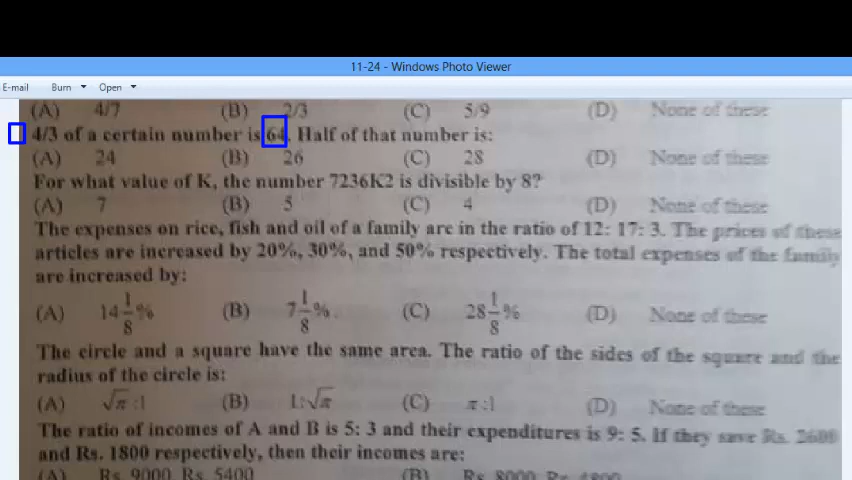 11-24 - Windows Photo Viewer
E-mail Burn Open
(A) 4/7 (B) 2/3 (C) 5/9 (D) None of these
4/3 of a certain number is 64. Half of that number is:
(A) 24 (B) 26 (C) 28 (D) None of these
For what value of K, the number 7236K2 is divisible by 8?
(A) 7 (B) 5 (C) 4 (D) None of these
The expenses on rice, fish and oil of a family are in the ratio of 12: 17: 3. The prices of these
articles are increased by 20%, 30%, and 50% respectively. The total expenses of the family
are increased by:
(A) 14 1/8 % (B) 7 1/8 % (C) 28 1/8 % (D) None of these
The circle and a square have the same area. The ratio of the sides of the square and the
radius of the circle is:
(A) √π :1 (B) 1:√π (C) π :1 (D) None of these
The ratio of incomes of A and B is 5: 3 and their expenditures is 9: 5. If they save Rs. 2600
and Rs. 1800 respectively, then their incomes are:
(A) Rs. 9000 Rs. 5400 (B) Rs. 8000 Rs. 4800